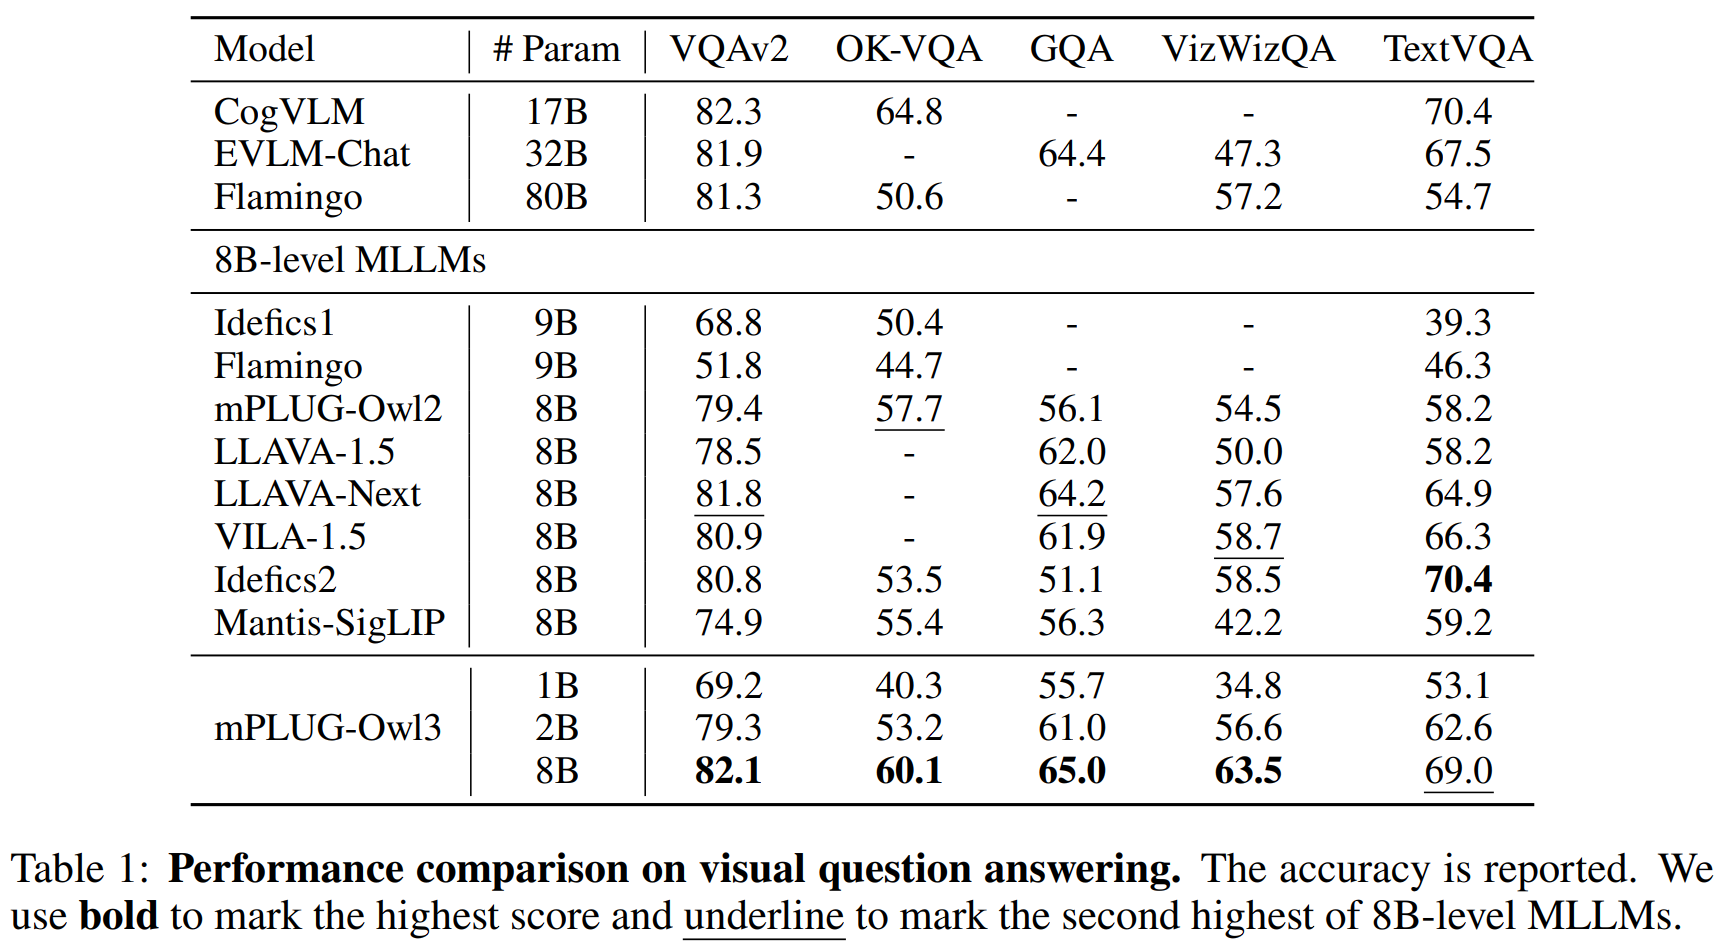 Model # Param VQAv2 OK-VQA GQA VizWizQA TextVQA
CogVLM 17B 82.3 64.8 - - 70.4
EVLM-Chat 32B 81.9 - 64.4 47.3 67.5
Flamingo 80B 81.3 50.6 - 57.2 54.7
8B-level MLLMs
Idefics1 9B 68.8 50.4 - - 39.3
Flamingo 9B 51.8 44.7 - - 46.3
mPLUG-Owl2 8B 79.4 57.7 56.1 54.5 58.2
LLAVA-1.5 8B 78.5 - 62.0 50.0 58.2
LLAVA-Next 8B 81.8 - 64.2 57.6 64.9
VILA-1.5 8B 80.9 - 61.9 58.7 66.3
Idefics2 8B 80.8 53.5 51.1 58.5 70.4
Mantis-SigLIP 8B 74.9 55.4 56.3 42.2 59.2
1B 69.2 40.3 55.7 34.8 53.1
mPLUG-Owl3 2B 79.3 53.2 61.0 56.6 62.6
8B 82.1 60.1 65.0 63.5 69.0
Table 1: Performance comparison on visual question answering. The accuracy is reported. We
use bold to mark the highest score and underline to mark the second highest of 8B-level MLLMs.